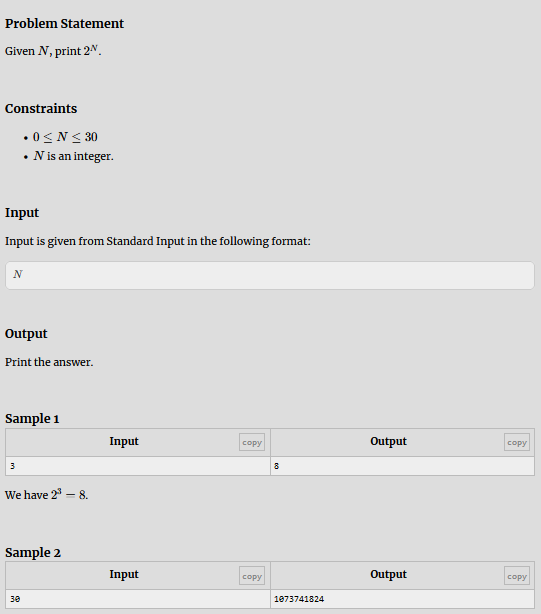 Problem Statement
Given N, print 2^N.
Constraints
• 0 ≤ N ≤ 30
• N is an integer.
Input
Input is given from Standard Input in the following format:
N
Output
Print the answer.
Sample 1
Input copy Output copy
3 8
We have 2^3 = 8.
Sample 2
Input copy Output copy
30 1073741824